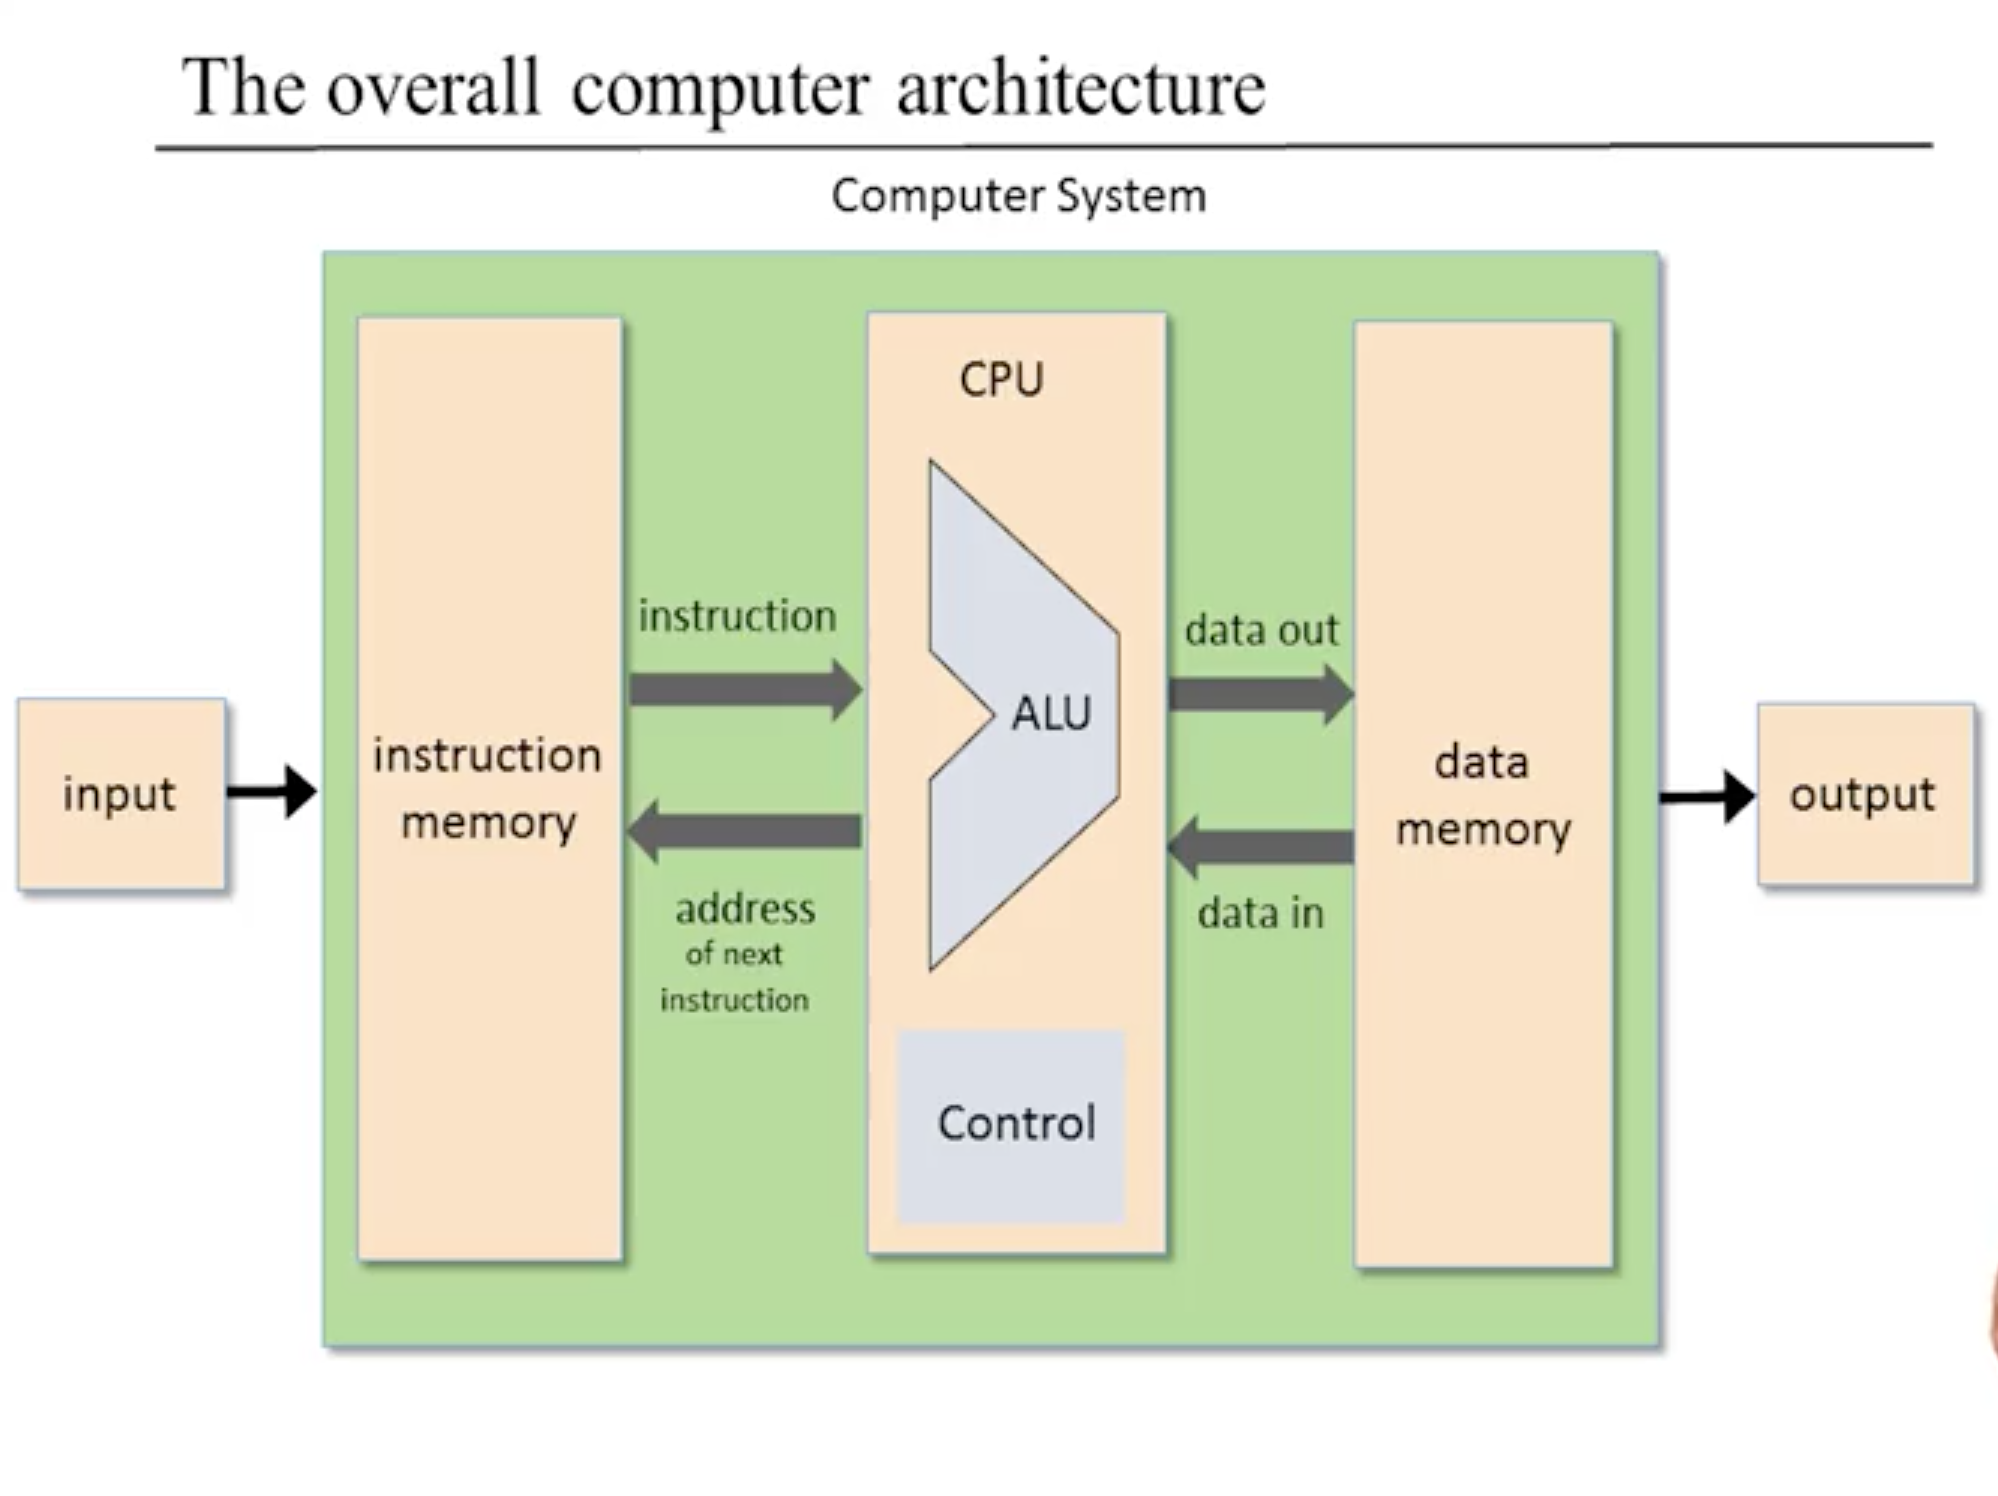 The overall computer architecture
Computer System
input
instruction
memory
instruction
address
of next
instruction
CPU
ALU
Control
data out
data in
data
memory
output